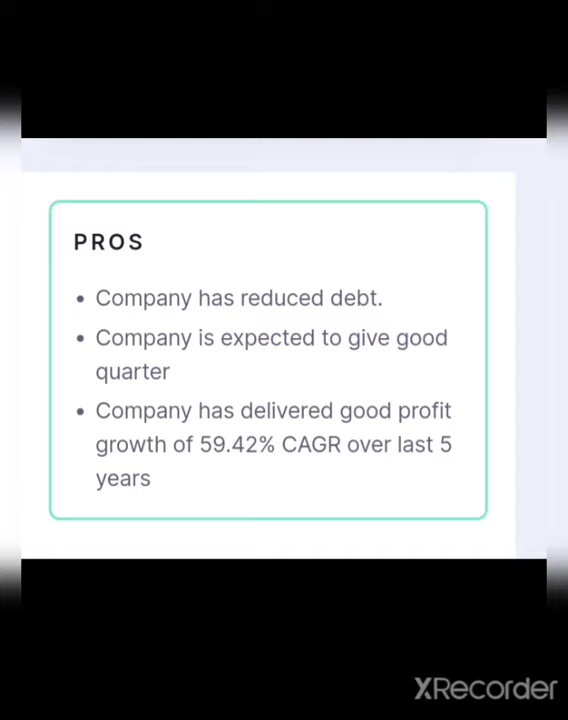 PROS
• Company has reduced debt.
• Company is expected to give good
quarter
• Company has delivered good profit
growth of 59.42% CAGR over last 5
years
XRecorder